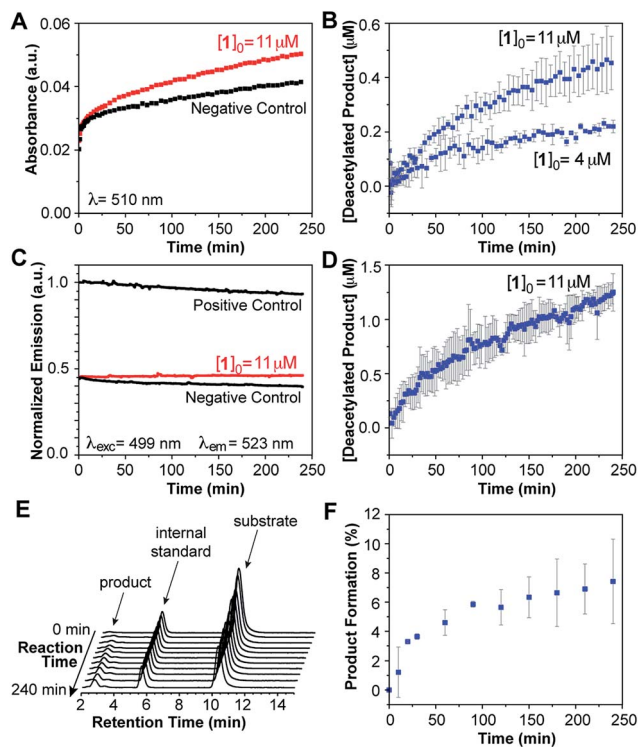 A
[1]₀ = 11 µM
Negative Control
λ= 510 nm
Absorbance (a.u.)
0.06
0.04
0.02
0.00
0 50 100 150 200 250
Time (min)
B
[1]₀ = 11 µM
[1]₀ = 4 µM
[Deacetylated Product] (µM)
0.6
0.4
0.2
0.0
0 50 100 150 200 250
Time (min)
C
Positive Control
[1]₀ = 11 µM
Negative Control
λexc= 499 nm λem= 523 nm
Normalized Emission (a.u.)
1.0
0.5
0.0
0 50 100 150 200 250
Time (min)
D
[1]₀ = 11 µM
[Deacetylated Product] (µM)
1.5
1.0
0.5
0.0
0 50 100 150 200 250
Time (min)
E
substrate
internal
standard
product
0 min
Reaction
Time
240 min
2 4 6 8 10 12 14
Retention Time (min)
F
Product Formation (%)
12
10
8
6
4
2
0
0 50 100 150 200 250
Time (min)